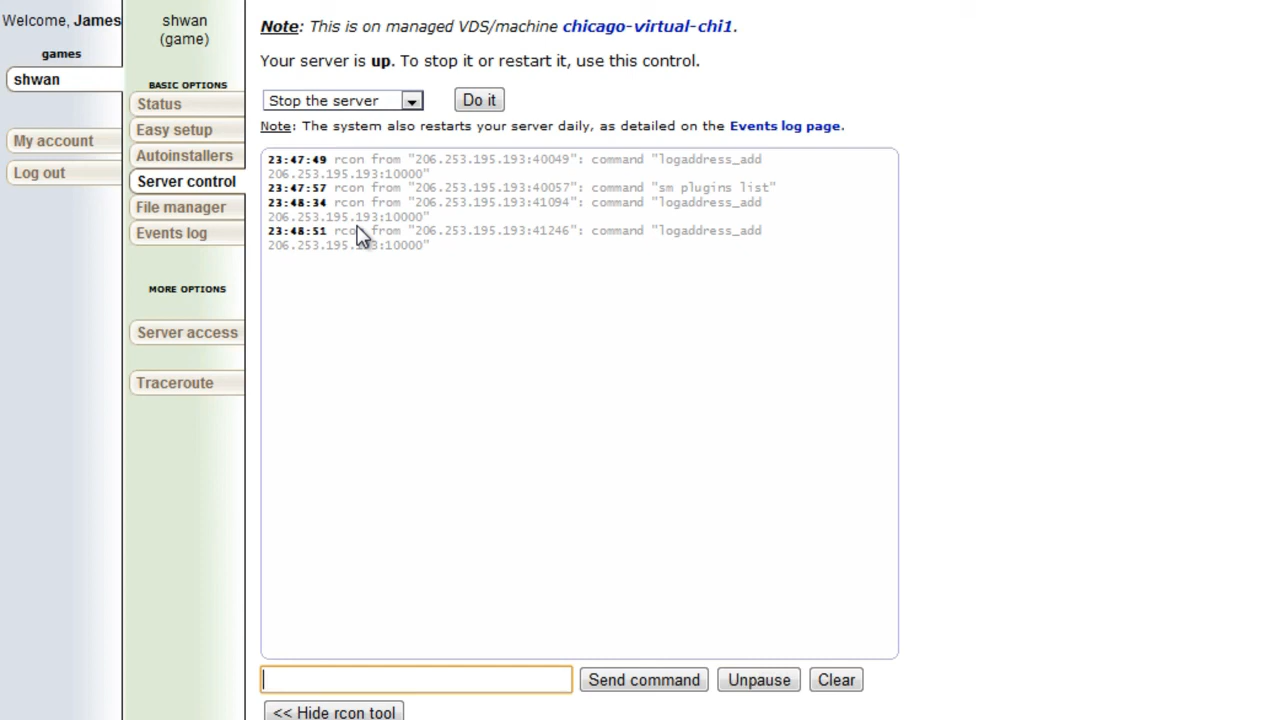 Welcome, James
games
shwan
My account
Log out
shwan
(game)
BASIC OPTIONS
Status
Easy setup
Autoinstallers
Server control
File manager
Events log
MORE OPTIONS
Server access
Traceroute
Note: This is on managed VDS/machine chicago-virtual-chi1.
Your server is up. To stop it or restart it, use this control.
Stop the server Do it
Note: The system also restarts your server daily, as detailed on the Events log page.
23:47:49 rcon from "206.253.195.193:40049": command "logaddress_add
206.253.195.193:10000"
23:47:57 rcon from "206.253.195.193:40057": command "sm plugins list"
23:48:34 rcon from "206.253.195.193:41094": command "logaddress_add
206.253.195.193:10000"
23:48:51 rcon from "206.253.195.193:41246": command "logaddress_add
206.253.195.193:10000"
Send command Unpause Clear
<< Hide rcon tool